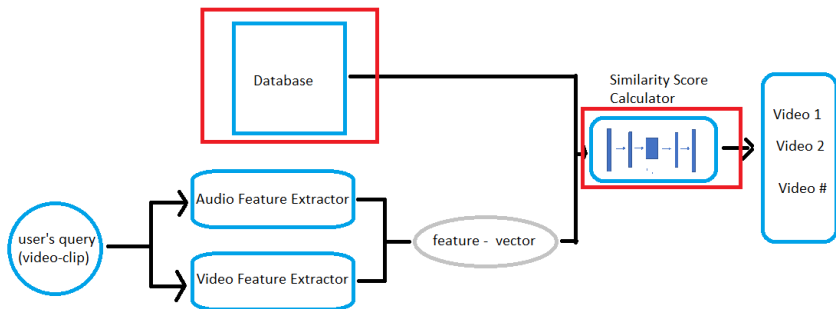 Database
Similarity Score
Calculator
Video 1
Video 2
Video #
Audio Feature Extractor
user's query
(video-clip)
feature - vector
Video Feature Extractor